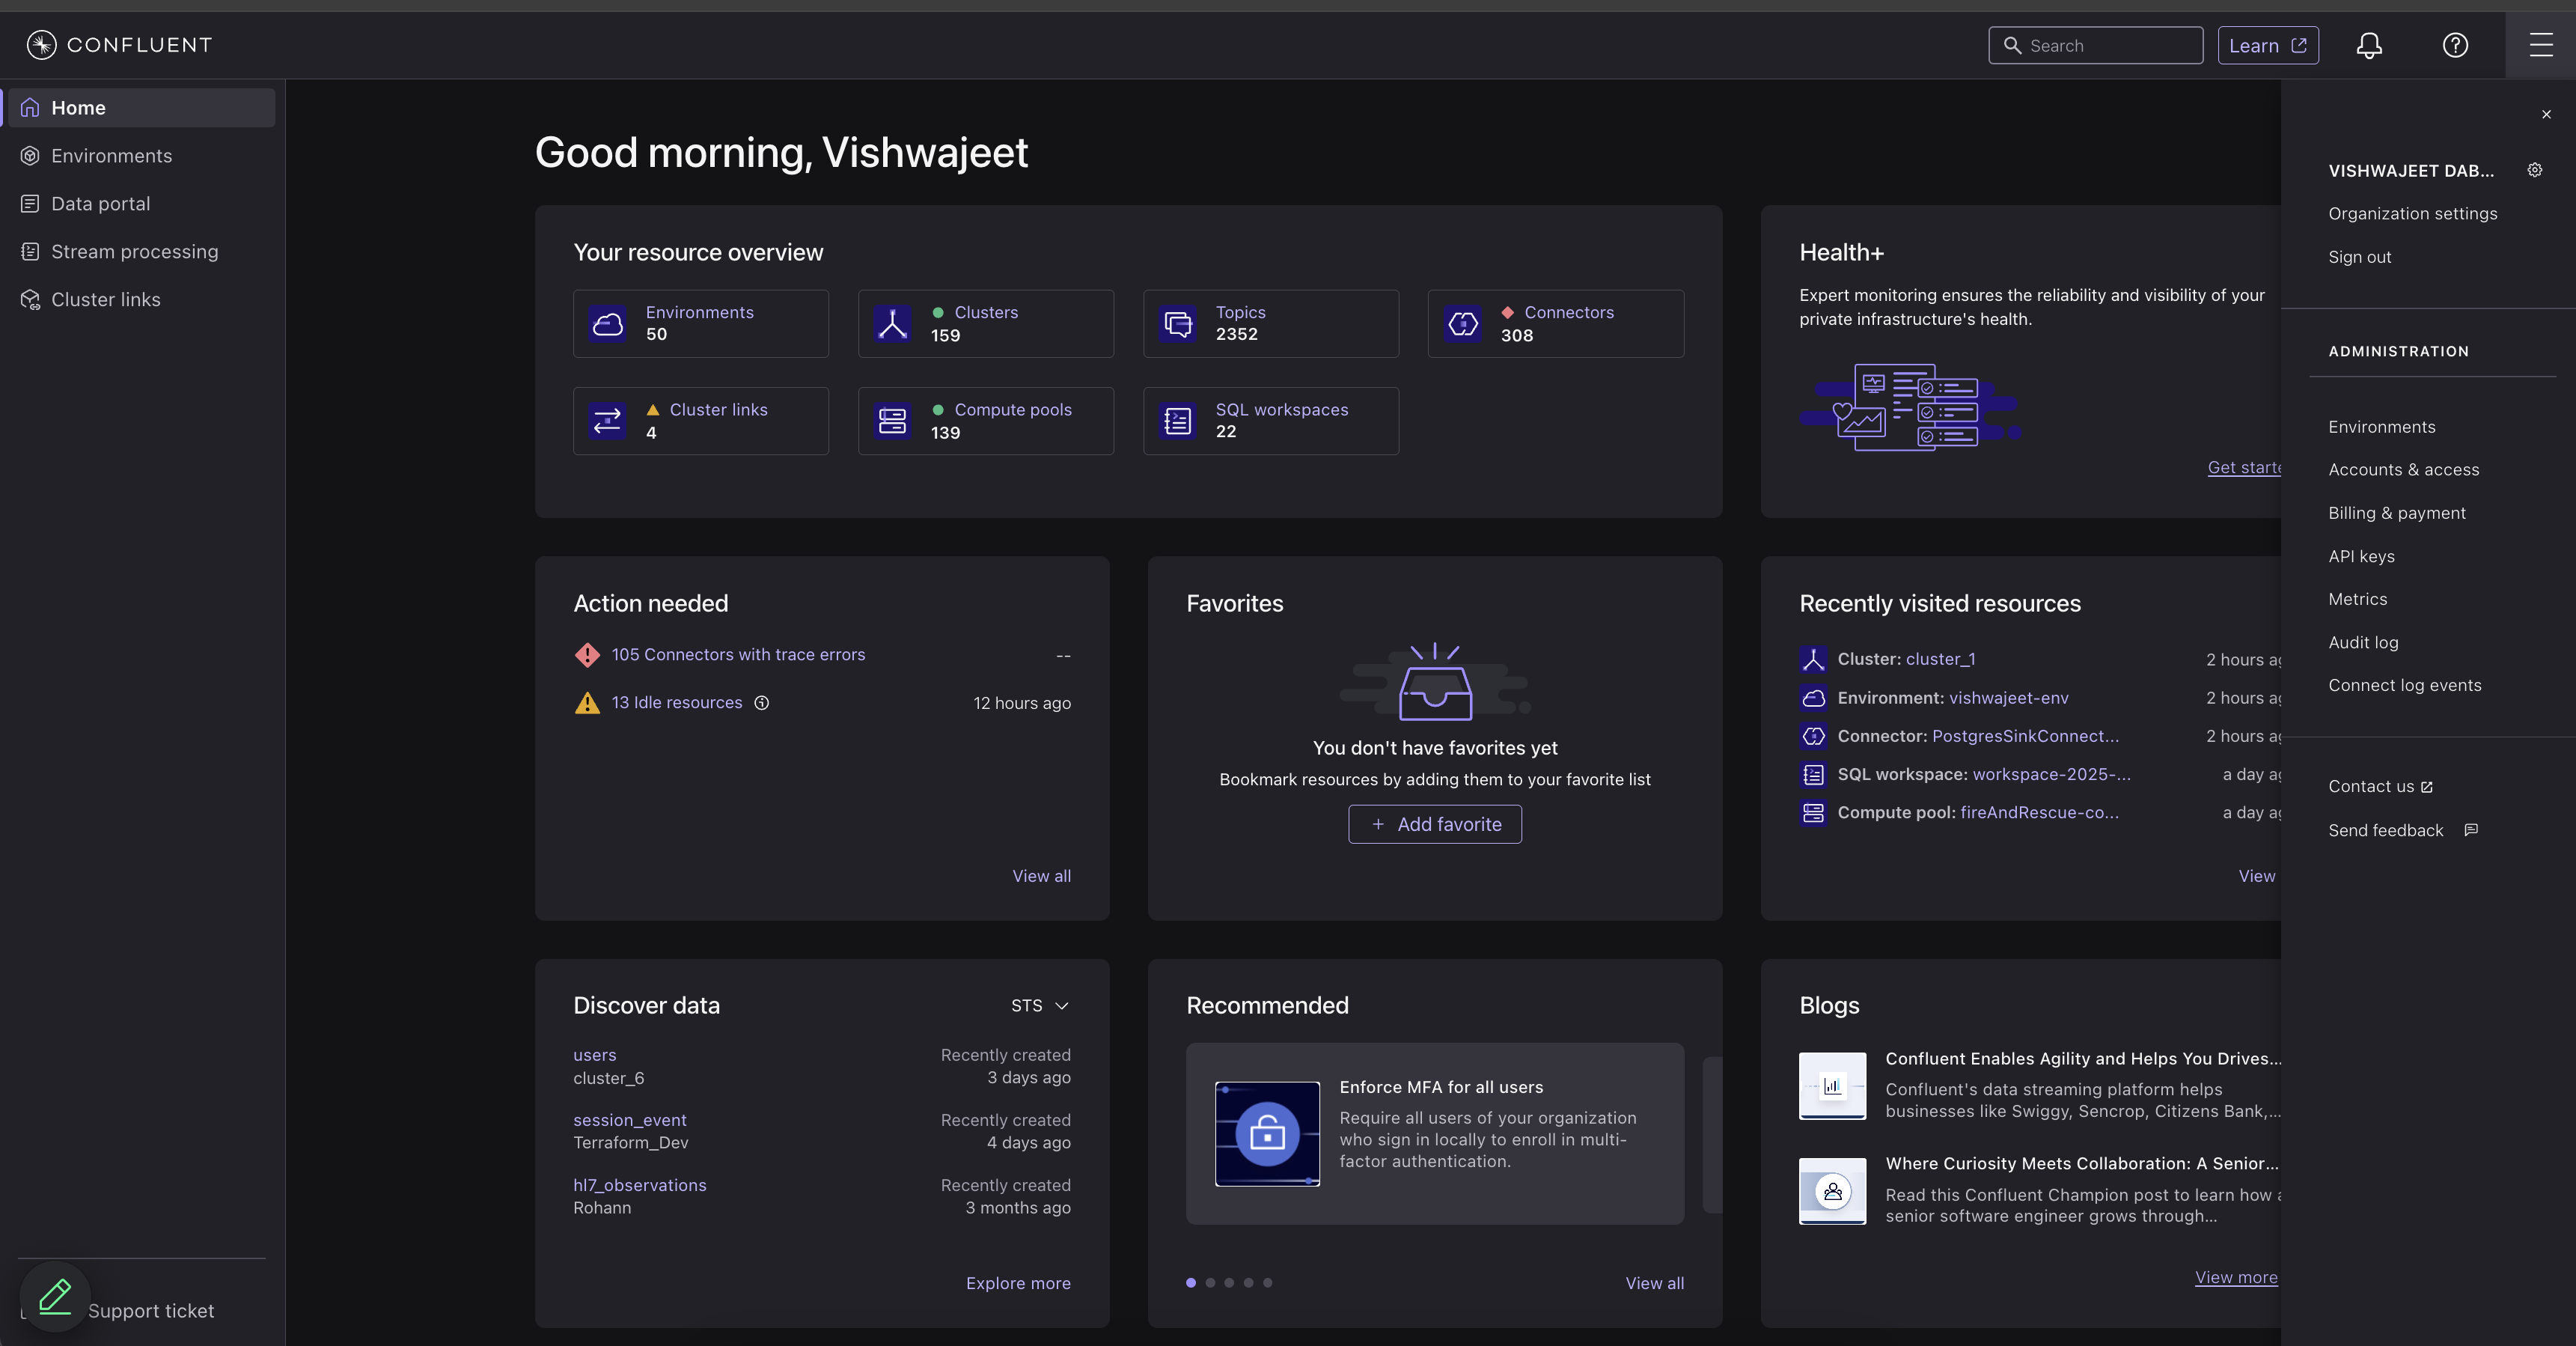 CONFLUENT
Search
Learn
Home
Environments
Data portal
Stream processing
Cluster links
Support ticket
Good morning, Vishwajeet
Your resource overview
Environments
50
Clusters
159
Topics
2352
Connectors
308
Cluster links
4
Compute pools
139
SQL workspaces
22
Health+
Expert monitoring ensures the reliability and visibility of your
private infrastructure's health.
Get starte
Action needed
105 Connectors with trace errors
--
13 Idle resources
12 hours ago
View all
Favorites
You don't have favorites yet
Bookmark resources by adding them to your favorite list
+ Add favorite
Recently visited resources
Cluster: cluster_1
2 hours ag
Environment: vishwajeet-env
2 hours ag
Connector: PostgresSinkConnect...
2 hours ag
SQL workspace: workspace-2025-...
a day ag
Compute pool: fireAndRescue-co...
a day ag
View
Discover data
STS
users
Recently created
cluster_6
3 days ago
session_event
Recently created
Terraform_Dev
4 days ago
hl7_observations
Recently created
Rohann
3 months ago
Explore more
Recommended
Enforce MFA for all users
Require all users of your organization
who sign in locally to enroll in multi-
factor authentication.
View all
Blogs
Confluent Enables Agility and Helps You Drives...
Confluent's data streaming platform helps
businesses like Swiggy, Sencrop, Citizens Bank,...
Where Curiosity Meets Collaboration: A Senior...
Read this Confluent Champion post to learn how a
senior software engineer grows through...
View more
VISHWAJEET DAB...
Organization settings
Sign out
ADMINISTRATION
Environments
Accounts & access
Billing & payment
API keys
Metrics
Audit log
Connect log events
Contact us
Send feedback